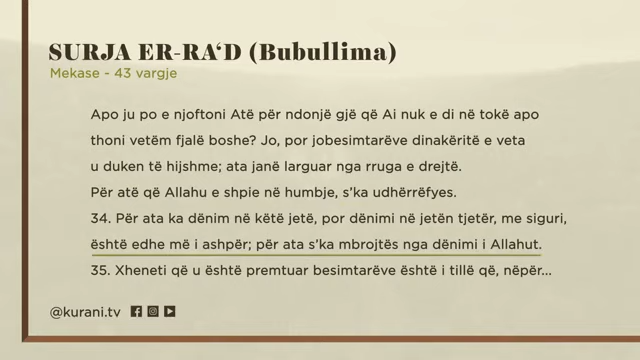 SURJA ER-RA‘D (Bubullima)
Mekase - 43 vargje
Apo ju po e njoftoni Atë për ndonjë gjë që Ai nuk e di në tokë apo
thoni vetëm fjalë boshe? Jo, por jobesimtarëve dinakëritë e veta
u duken të hijshme; ata janë larguar nga rruga e drejtë.
Për atë që Allahu e shpie në humbje, s’ka udhërrëfyes.
34. Për ata ka dënim në këtë jetë, por dënimi në jetën tjetër, me siguri,
është edhe më i ashpër; për ata s’ka mbrojtës nga dënimi i Allahut.
35. Xheneti që u është premtuar besimtarëve është i tillë që, nëpër...
@kurani.tv